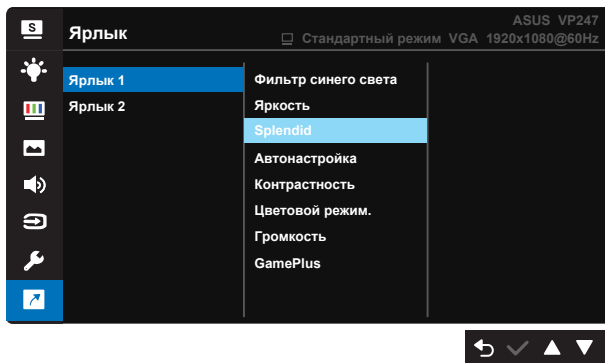 S
Ярлык
ASUS VP247
Стандартный режим VGA 1920x1080@60Hz
Ярлык 1
Ярлык 2
Фильтр синего света
Яркость
Splendid
Автонастройка
Контрастность
Цветовой режим.
Громкость
GamePlus